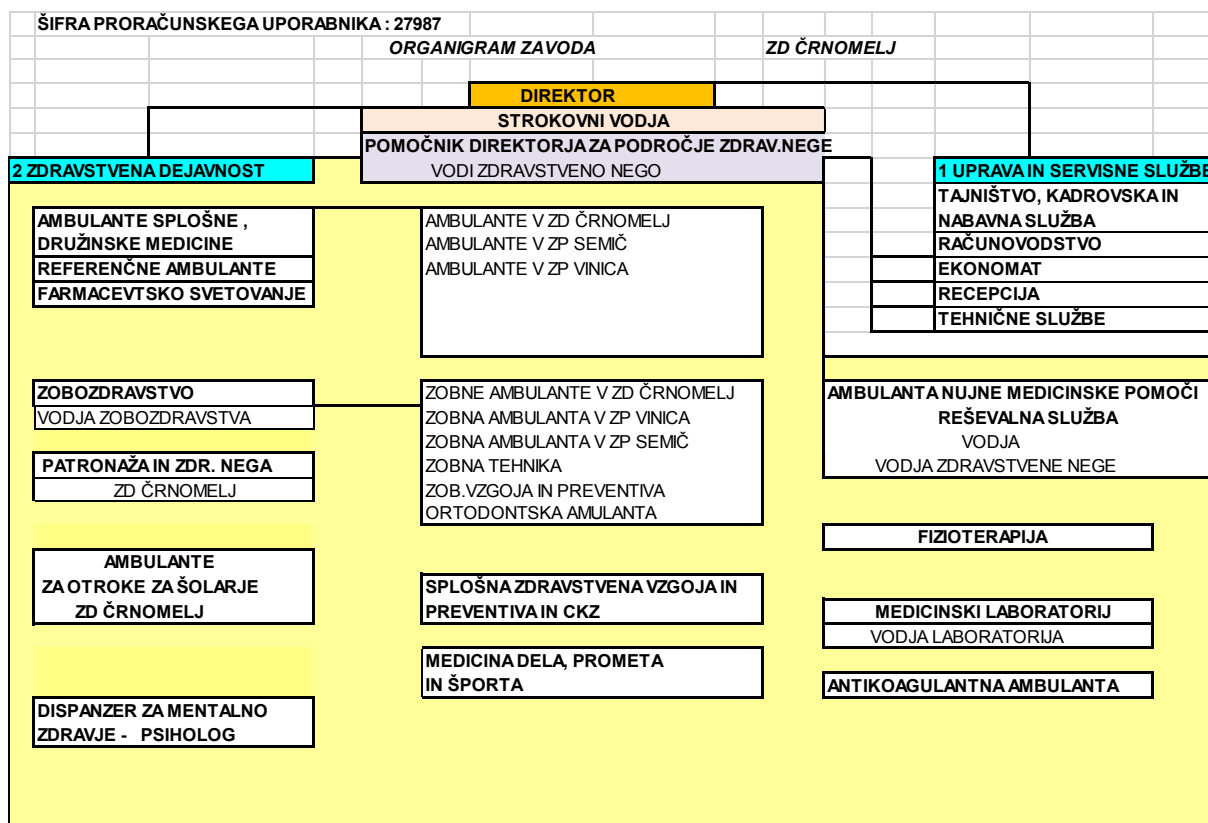 ŠIFRA PRORAČUNSKEGA UPORABNIKA : 27987
ORGANIGRAM ZAVODA
ZD ČRNOMELJ
DIREKTOR
STROKOVNI VODJA
POMOČNIK DIREKTORJA ZA PODROČJE ZDRAV.NEGE
VODI ZDRAVSTVENO NEGO
2 ZDRAVSTVENA DEJAVNOST
1 UPRAVA IN SERVISNE SLUŽBE
TAJNIŠTVO, KADROVSKA IN
NABAVNA SLUŽBA
RAČUNOVODSTVO
EKONOMAT
RECEPCIJA
TEHNIČNE SLUŽBE
AMBULANTE SPLOŠNE ,
DRUŽINSKE MEDICINE
REFERENČNE AMBULANTE
FARMACEVTSKO SVETOVANJE
AMBULANTE V ZD ČRNOMELJ
AMBULANTE V ZP SEMIČ
AMBULANTE V ZP VINICA
ZOBOZDRAVSTVO
VODJA ZOBOZDRAVSTVA
ZOBNE AMBULANTE V ZD ČRNOMELJ
ZOBNA AMBULANTA V ZP VINICA
ZOBNA AMBULANTA V ZP SEMIČ
ZOBNA TEHNIKA
ZOB.VZGOJA IN PREVENTIVA
ORTODONTSKA AMULANTA
AMBULANTA NUJNE MEDICINSKE POMOČI
REŠEVALNA SLUŽBA
VODJA
VODJA ZDRAVSTVENE NEGE
PATRONAŽA IN ZDR. NEGA
ZD ČRNOMELJ
FIZIOTERAPIJA
AMBULANTE
ZA OTROKE ZA ŠOLARJE
ZD ČRNOMELJ
SPLOŠNA ZDRAVSTVENA VZGOJA IN
PREVENTIVA IN CKZ
MEDICINSKI LABORATORIJ
VODJA LABORATORIJA
MEDICINA DELA, PROMETA
IN ŠPORTA
ANTIKOAGULANTNA AMBULANTA
DISPANZER ZA MENTALNO
ZDRAVJE - PSIHOLOG